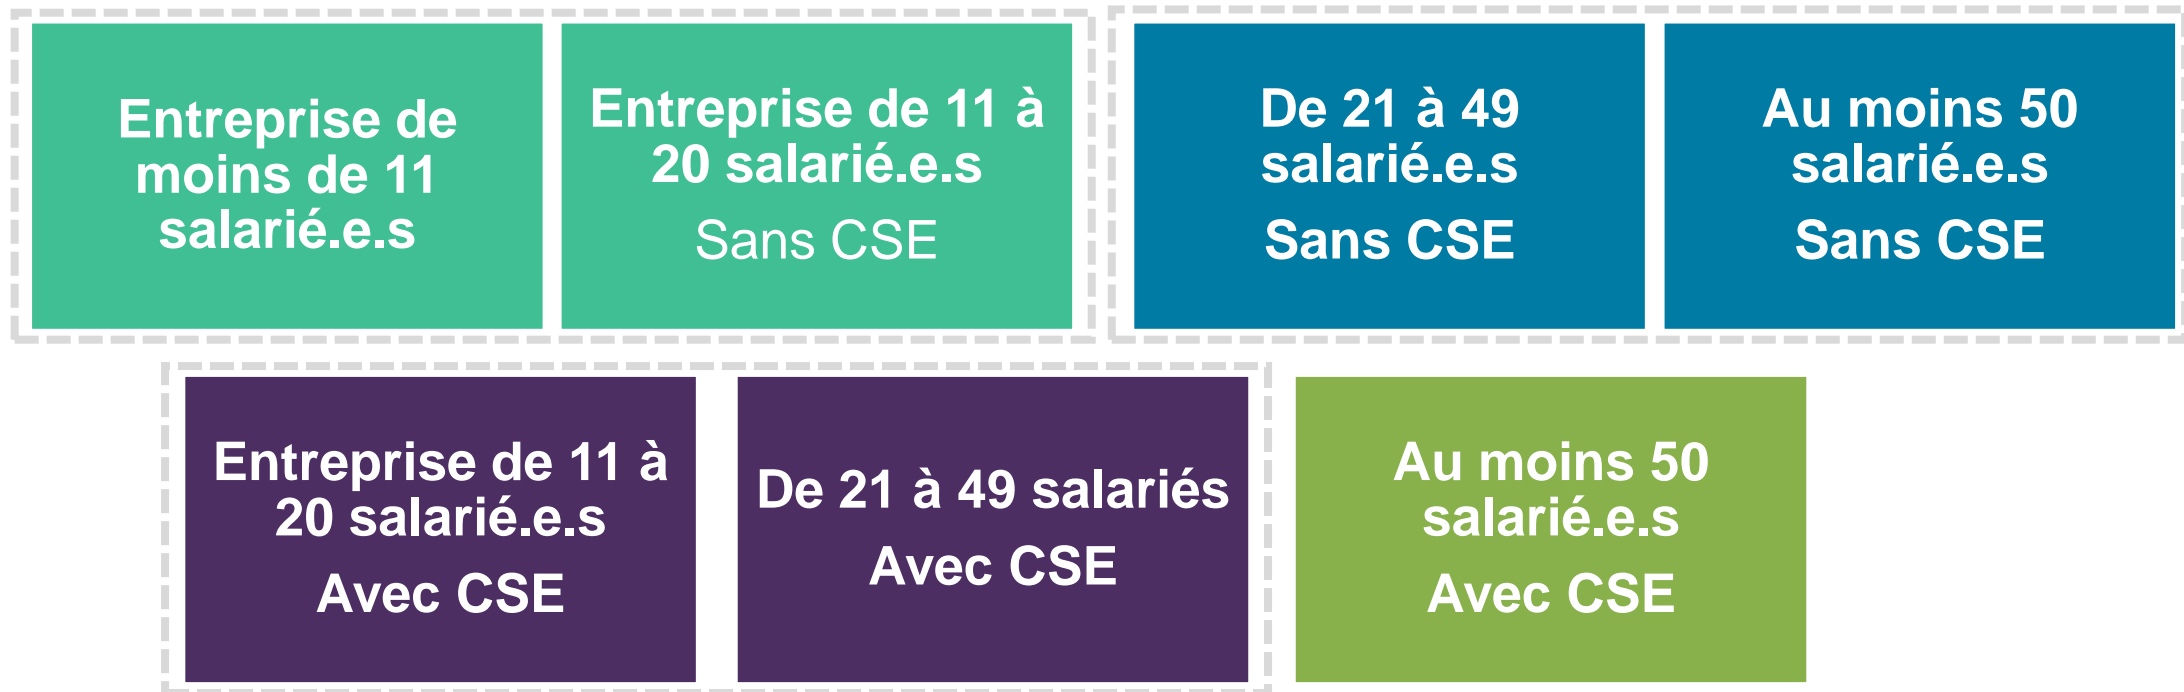 Entreprise de
moins de 11
salarié.e.s
Entreprise de 11 à
20 salarié.e.s
Sans CSE
De 21 à 49
salarié.e.s
Sans CSE
Au moins 50
salarié.e.s
Sans CSE
Entreprise de 11 à
20 salarié.e.s
Avec CSE
De 21 à 49 salariés
Avec CSE
Au moins 50
salarié.e.s
Avec CSE